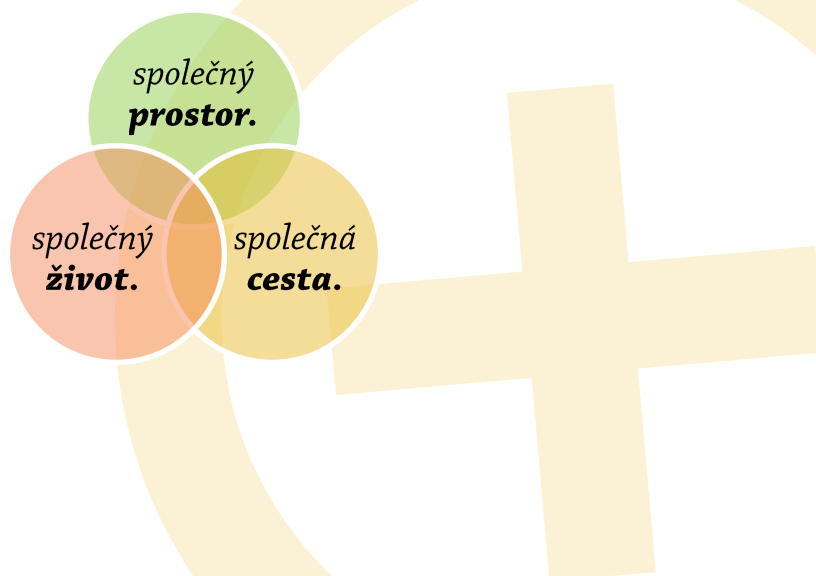 společný
prostor.
společný
život.
společná
cesta.